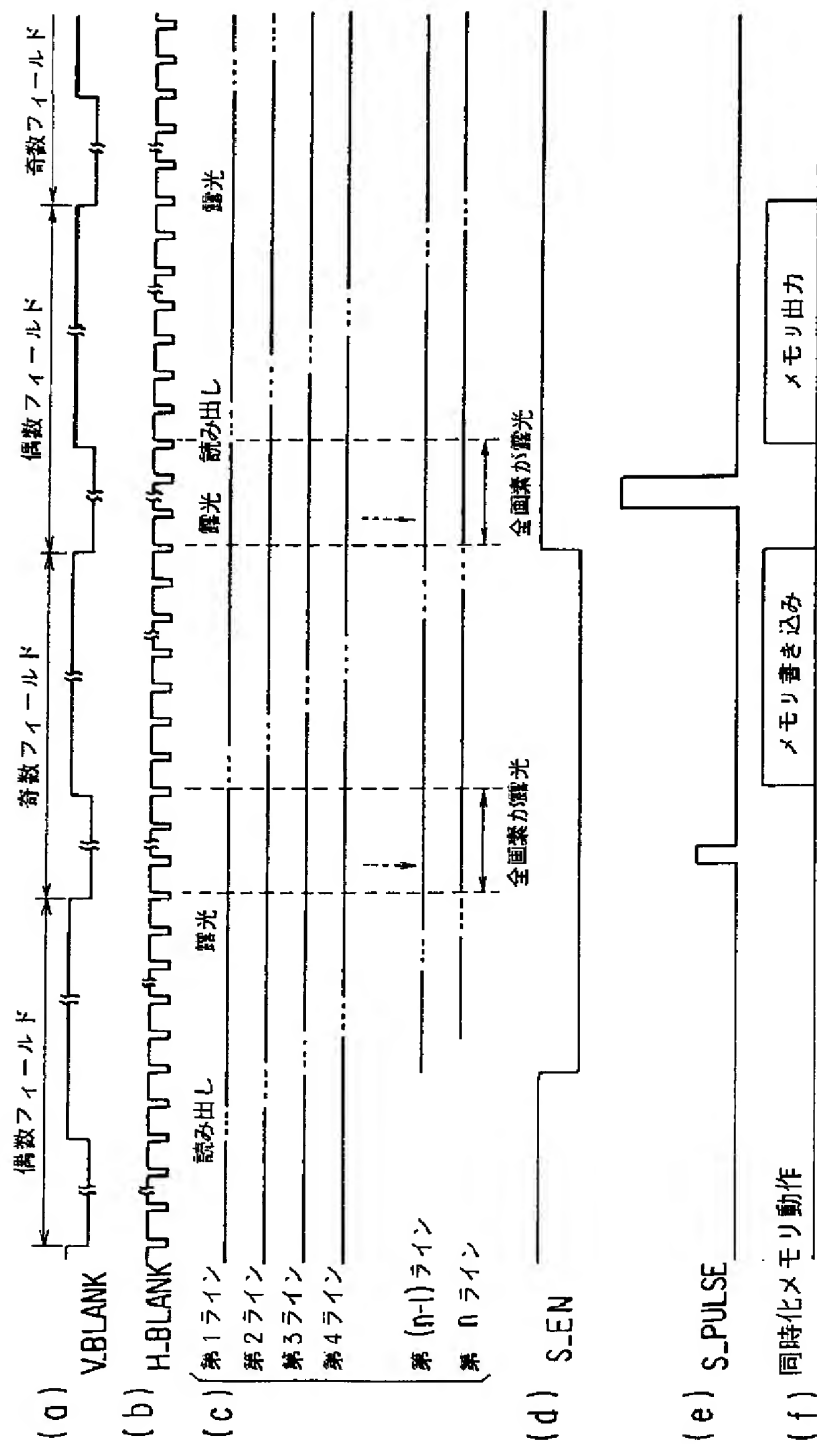 (a) V_BLANK
偶数フィールド
奇数フィールド
偶数フィールド
奇数フィールド
(b) H_BLANK
(c)
第1ライン
第2ライン
第3ライン
第4ライン
第 (n-1)ライン
第 nライン
読み出し
露光
露光
読み出し
露光
全画素が露光
全画素が露光
(d) S_EN
(e) S_PULSE
(f) 同時化メモリ動作
メモリ書き込み
メモリ出力